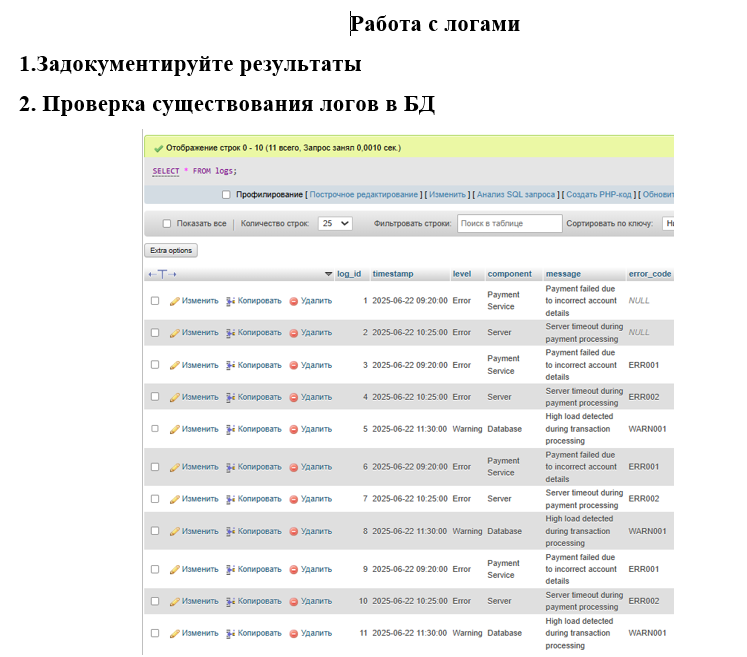 Работа с логами
1.Задокументируйте результаты
2. Проверка существования логов в БД
Отображение строк 0 - 10 (11 всего, Запрос занял 0,0010 сек.)
SELECT * FROM logs;
Профилирование [ Построчное редактирование ] [ Изменить ] [ Анализ SQL запроса ] [ Создать PHP-код ] [ Обновит
Показать все | Количество строк: 25 Фильтровать строки: Поиск в таблице Сортировать по ключу: Ни
Extra options
←T→ log_id timestamp level component message error_code
Изменить Копировать Удалить 1 2025-06-22 09:20:00 Error Payment Service Payment failed due to incorrect account details NULL
Изменить Копировать Удалить 2 2025-06-22 10:25:00 Error Server Server timeout during payment processing NULL
Изменить Копировать Удалить 3 2025-06-22 09:20:00 Error Payment Service Payment failed due to incorrect account details ERR001
Изменить Копировать Удалить 4 2025-06-22 10:25:00 Error Server Server timeout during payment processing ERR002
Изменить Копировать Удалить 5 2025-06-22 11:30:00 Warning Database High load detected during transaction processing WARN001
Изменить Копировать Удалить 6 2025-06-22 09:20:00 Error Payment Service Payment failed due to incorrect account details ERR001
Изменить Копировать Удалить 7 2025-06-22 10:25:00 Error Server Server timeout during payment processing ERR002
Изменить Копировать Удалить 8 2025-06-22 11:30:00 Warning Database High load detected during transaction processing WARN001
Изменить Копировать Удалить 9 2025-06-22 09:20:00 Error Payment Service Payment failed due to incorrect account details ERR001
Изменить Копировать Удалить 10 2025-06-22 10:25:00 Error Server Server timeout during payment processing ERR002
Изменить Копировать Удалить 11 2025-06-22 11:30:00 Warning Database High load detected during transaction processing WARN001